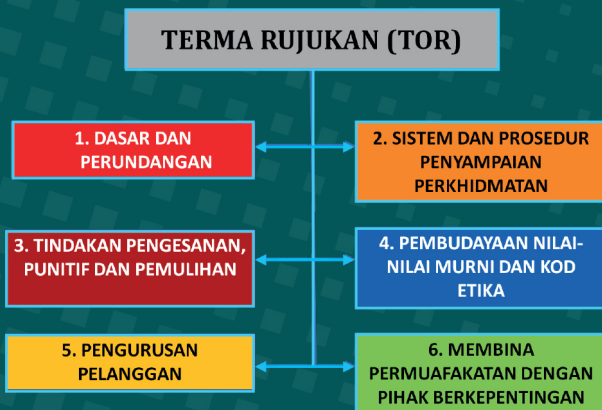 TERMA RUJUKAN (TOR)
1. DASAR DAN
PERUNDANGAN
2. SISTEM DAN PROSEDUR
PENYAMPAIAN
PERKHIDMATAN
3. TINDAKAN PENGESANAN,
PUNITIF DAN PEMULIHAN
4. PEMBUDAYAAN NILAI-
NILAI MURNI DAN KOD
ETIKA
5. PENGURUSAN
PELANGGAN
6. MEMBINA
PERMUAFAKATAN DENGAN
PIHAK BERKEPENTINGAN